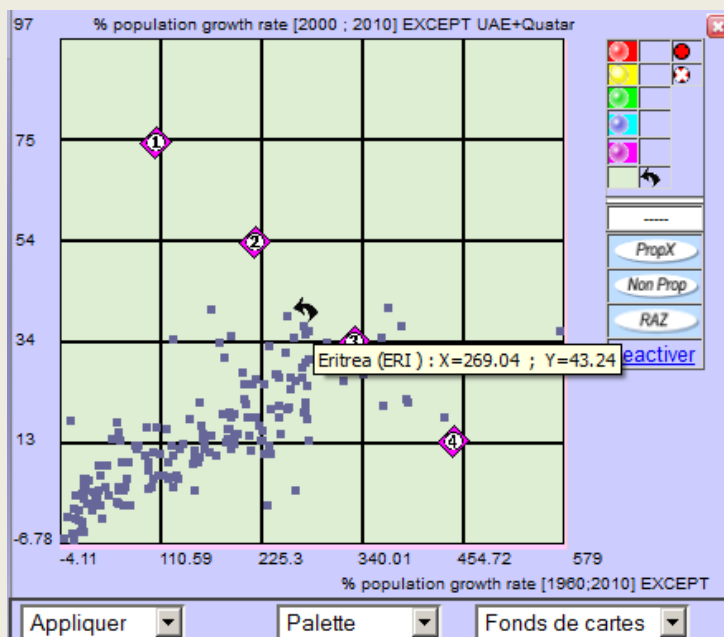 97 % population growth rate [2000 ; 2010] EXCEPT UAE+Quatar
75
1
54
2
-----
PropX
Non Prop
RAZ
34
3
eactiver
Eritrea (ERI ) : X=269.04 ; Y=43.24
13
4
-6.78
-4.11 110.59 225.3 340.01 454.72 579
% population growth rate [1960;2010] EXCEPT
Appliquer Palette Fonds de cartes